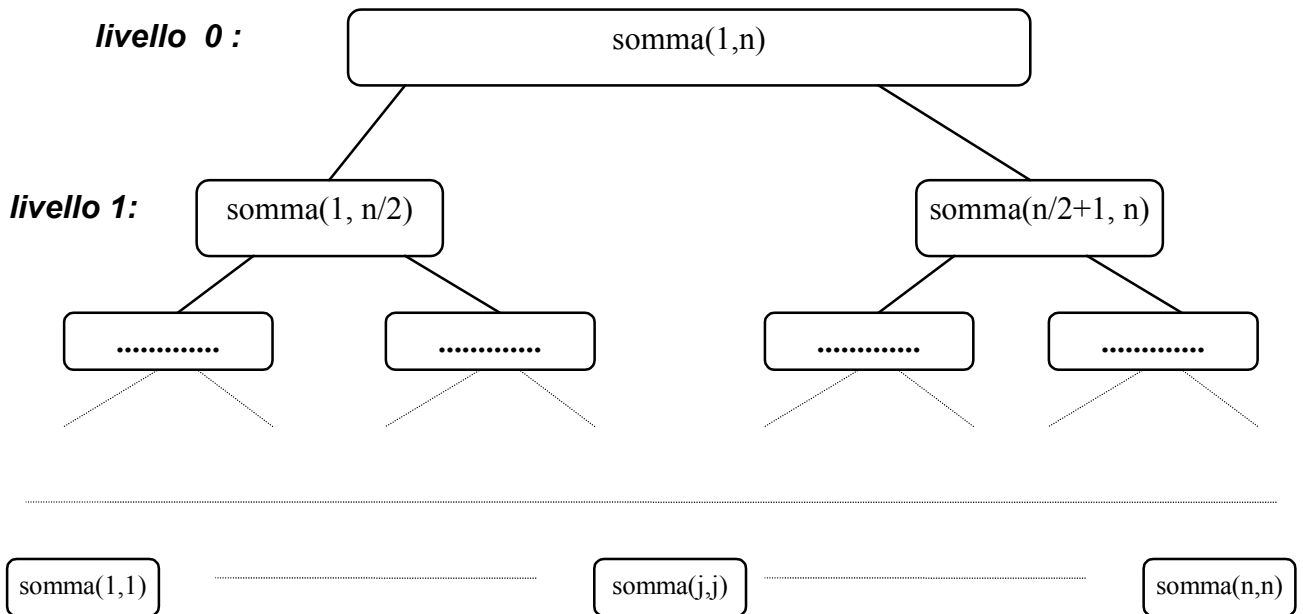 livello 0 : somma(1,n)
livello 1: somma(1, n/2) somma(n/2+1, n)
............. ............. ............. .............
somma(1,1) somma(j,j) somma(n,n)